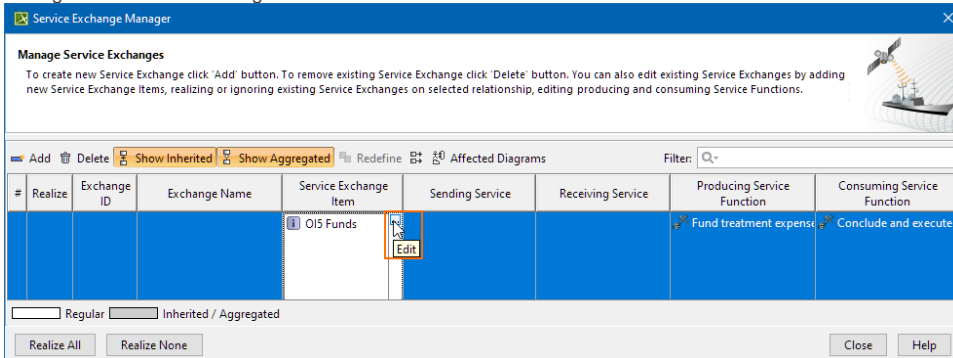 Service Exchange Manager
Manage Service Exchanges
To create new Service Exchange click 'Add' button. To remove existing Service Exchange click 'Delete' button. You can also edit existing Service Exchanges by adding
new Service Exchange Items, realizing or ignoring existing Service Exchanges on selected relationship, editing producing and consuming Service Functions.
Add Delete Show Inherited Show Aggregated Redefine Affected Diagrams Filter:
# Realize Exchange ID Exchange Name Service Exchange Item Sending Service Receiving Service Producing Service Function Consuming Service Function
OI5 Funds Fund treatment expense Conclude and execute
Edit
Regular Inherited / Aggregated
Realize All Realize None Close Help